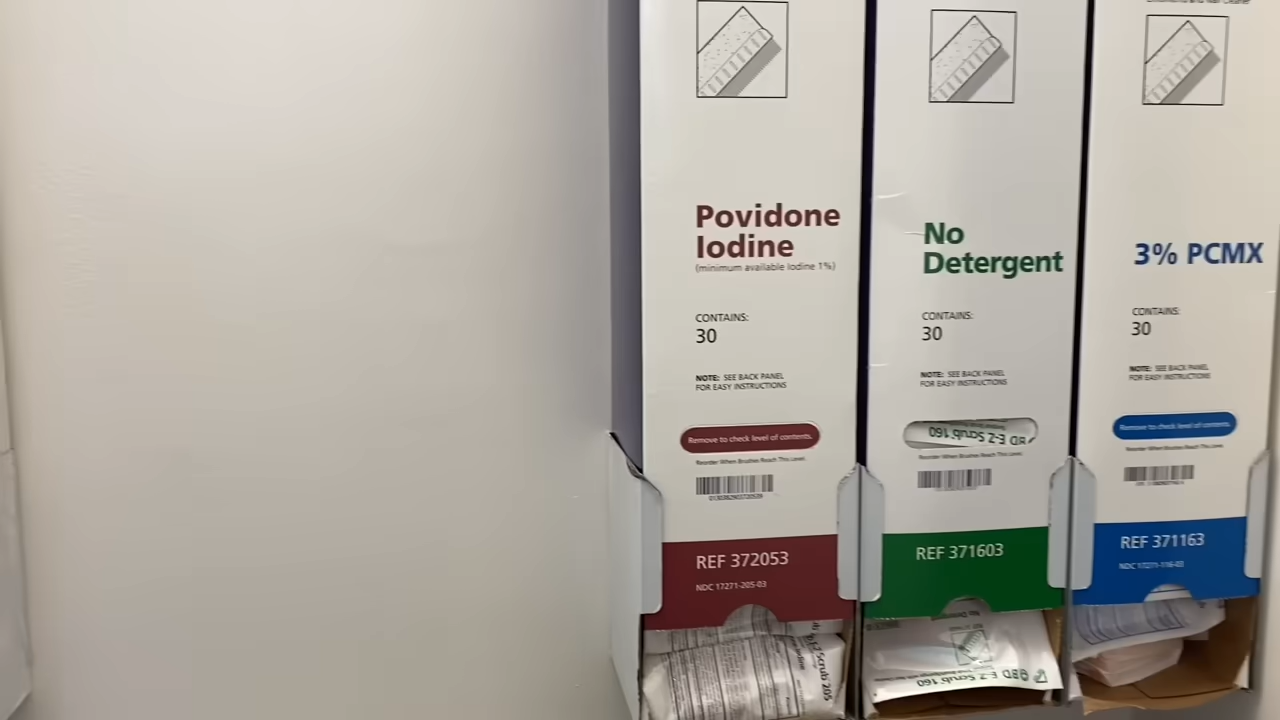 Povidone
Iodine
(minimum available Iodine 1%)
CONTAINS:
30
NOTE: SEE BACK PANEL
FOR EASY INSTRUCTIONS
Remove to check level of contents.
Reorder When Brushes Reach This Level.
REF 372053
NDC 17271-205-03
Scrub 205
No
Detergent
CONTAINS:
30
NOTE: SEE BACK PANEL
FOR EASY INSTRUCTIONS
BD E-Z Scrub 160
Reorder When Brushes Reach This Level.
REF 371603
No Detergent
BD E-Z Scrub 160
3% PCMX
CONTAINS:
30
NOTE: SEE BACK PANEL
FOR EASY INSTRUCTIONS
Remove to check level of contents.
Reorder When Brushes Reach This Level.
REF 371163
NDC 17271-116-03